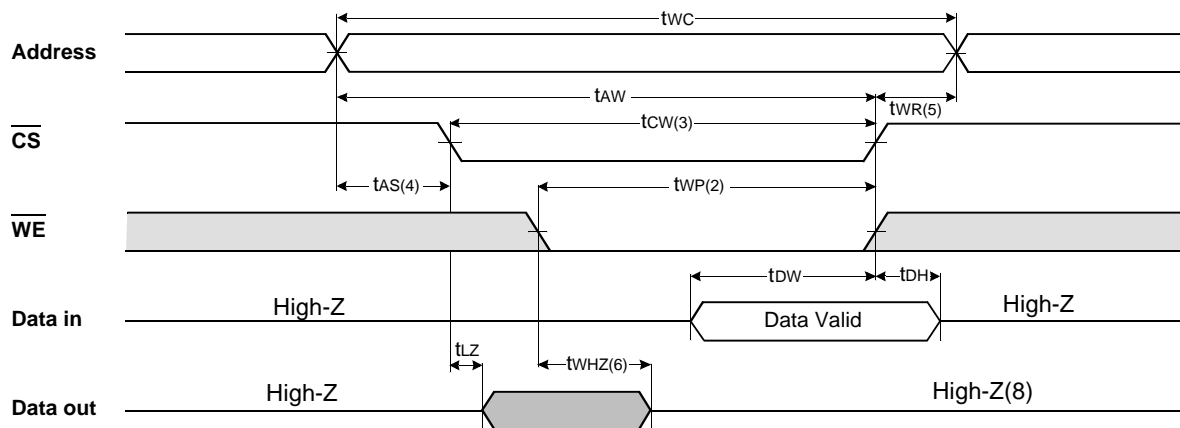 tWC
Address
tAW
tWR(5)
tCW(3)
CS
tAS(4)
tWP(2)
WE
tDW
tDH
High-Z
High-Z
Data in
Data Valid
tLZ
tWHZ(6)
High-Z
High-Z(8)
Data out